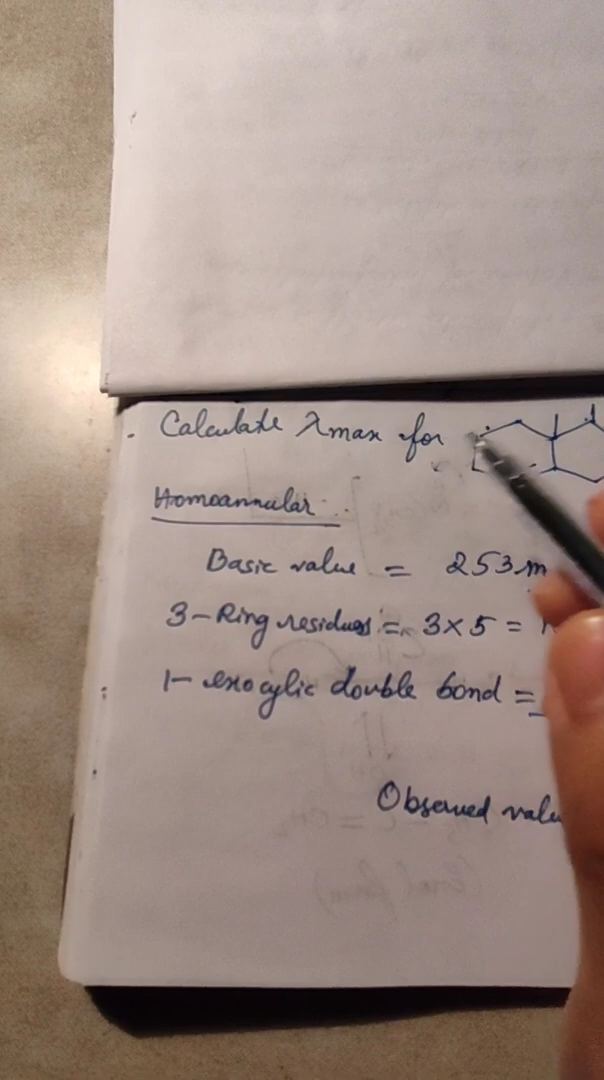 Calculate λmax for
Homoannular
Basic value = 253 m
3-Ring residues = 3×5 =
1- exocylic double bond =
Observed valu